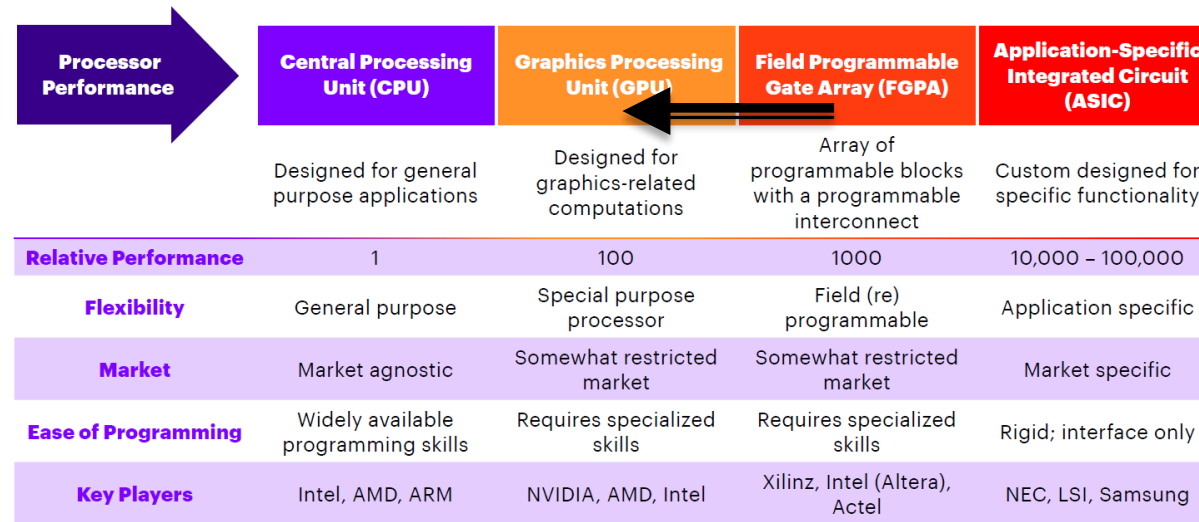 Processor
Performance
Central Processing
Unit (CPU)
Graphics Processing
Unit (GPU)
Field Programmable
Gate Array (FGPA)
Application-Specific
Integrated Circuit
(ASIC)
Designed for general
purpose applications
Designed for
graphics-related
computations
Array of
programmable blocks
with a programmable
interconnect
Custom designed for
specific functionality
Relative Performance
1
100
1000
10,000 – 100,000
Flexibility
General purpose
Special purpose
processor
Field (re)
programmable
Application specific
Market
Market agnostic
Somewhat restricted
market
Somewhat restricted
market
Market specific
Ease of Programming
Widely available
programming skills
Requires specialized
skills
Requires specialized
skills
Rigid; interface only
Key Players
Intel, AMD, ARM
NVIDIA, AMD, Intel
Xilinz, Intel (Altera),
Actel
NEC, LSI, Samsung